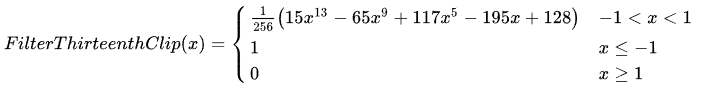 FilterThirteenthClip(x) = { 1/256 (15x^13 − 65x^9 + 117x^5 − 195x + 128) −1 < x < 1
1 x ≤ −1
0 x ≥ 1